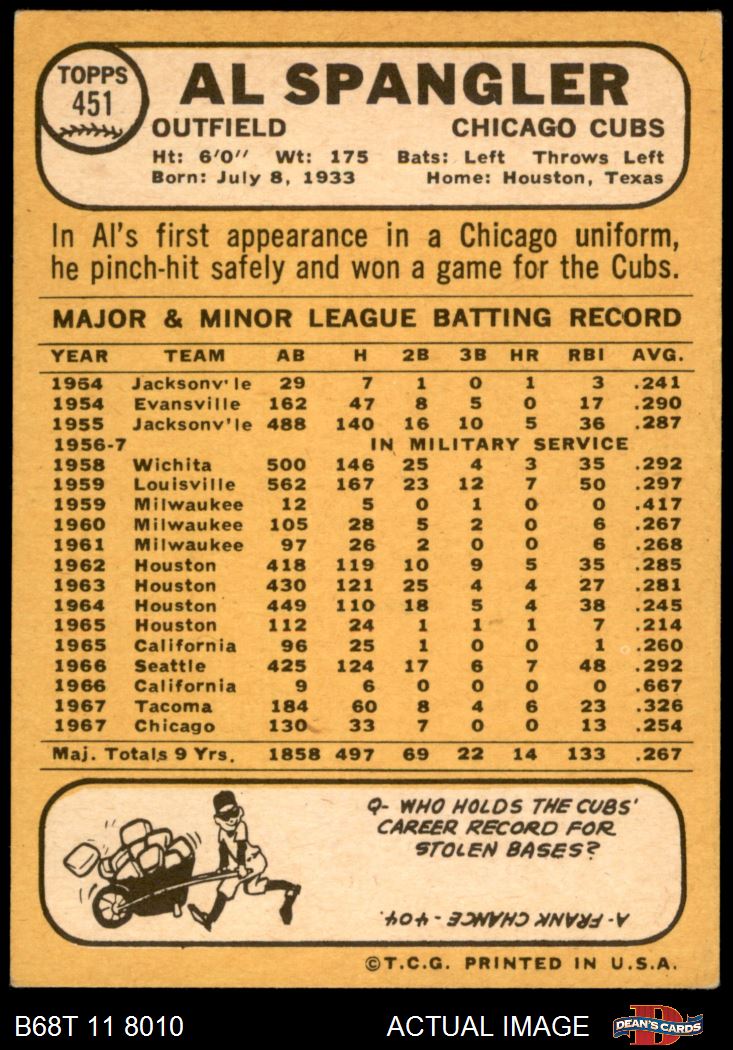 TOPPS
451
AL SPANGLER
OUTFIELD CHICAGO CUBS
Ht: 6'0" Wt: 175 Bats: Left Throws Left
Born: July 8, 1933 Home: Houston, Texas
In Al's first appearance in a Chicago uniform,
he pinch-hit safely and won a game for the Cubs.
MAJOR & MINOR LEAGUE BATTING RECORD
YEAR TEAM AB H 2B 3B HR RBI AVG.
1964 Jacksonv'le 29 7 1 0 1 3 .241
1954 Evansville 162 47 8 5 0 17 .290
1955 Jacksonv'le 488 140 16 10 5 36 .287
1956-7 IN MILITARY SERVICE
1958 Wichita 500 146 25 4 3 35 .292
1959 Louisville 562 167 23 12 7 50 .297
1959 Milwaukee 12 5 0 1 0 0 .417
1960 Milwaukee 105 28 5 2 0 6 .267
1961 Milwaukee 97 26 2 0 0 6 .268
1962 Houston 418 119 10 9 5 35 .285
1963 Houston 430 121 25 4 4 27 .281
1964 Houston 449 110 18 5 4 38 .245
1965 Houston 112 24 1 1 1 7 .214
1965 California 96 25 1 0 0 1 .260
1966 Seattle 425 124 17 6 7 48 .292
1966 California 9 6 0 0 0 0 .667
1967 Tacoma 184 60 8 4 6 23 .326
1967 Chicago 130 33 7 0 0 13 .254
Maj. Totals 9 Yrs. 1858 497 69 22 14 133 .267
Q- WHO HOLDS THE CUBS'
CAREER RECORD FOR
STOLEN BASES?
A-FRANK CHANCE-404.
©T.C.G. PRINTED IN U.S.A.
B68T 11 8010 ACTUAL IMAGE
D
DEAN'S CARDS